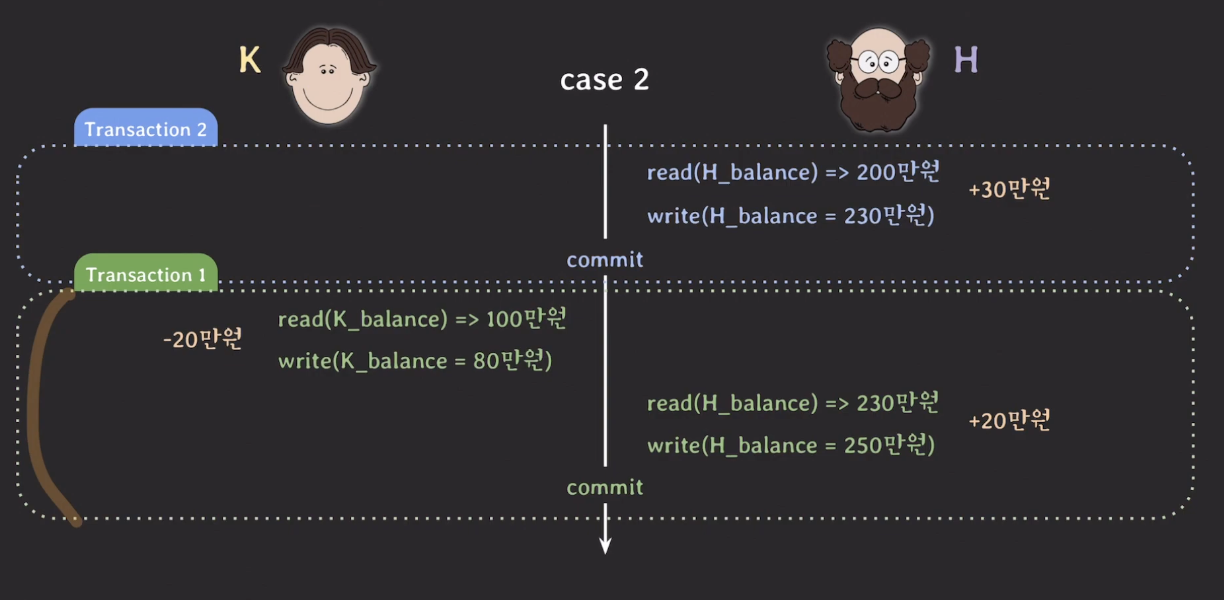 K
case 2
H
Transaction 2
read(H_balance) => 200만원
+30만원
write(H_balance = 230만원)
commit
Transaction 1
read(K_balance) => 100만원
-20만원
write(K_balance = 80만원)
read(H_balance) => 230만원
+20만원
write(H_balance = 250만원)
commit